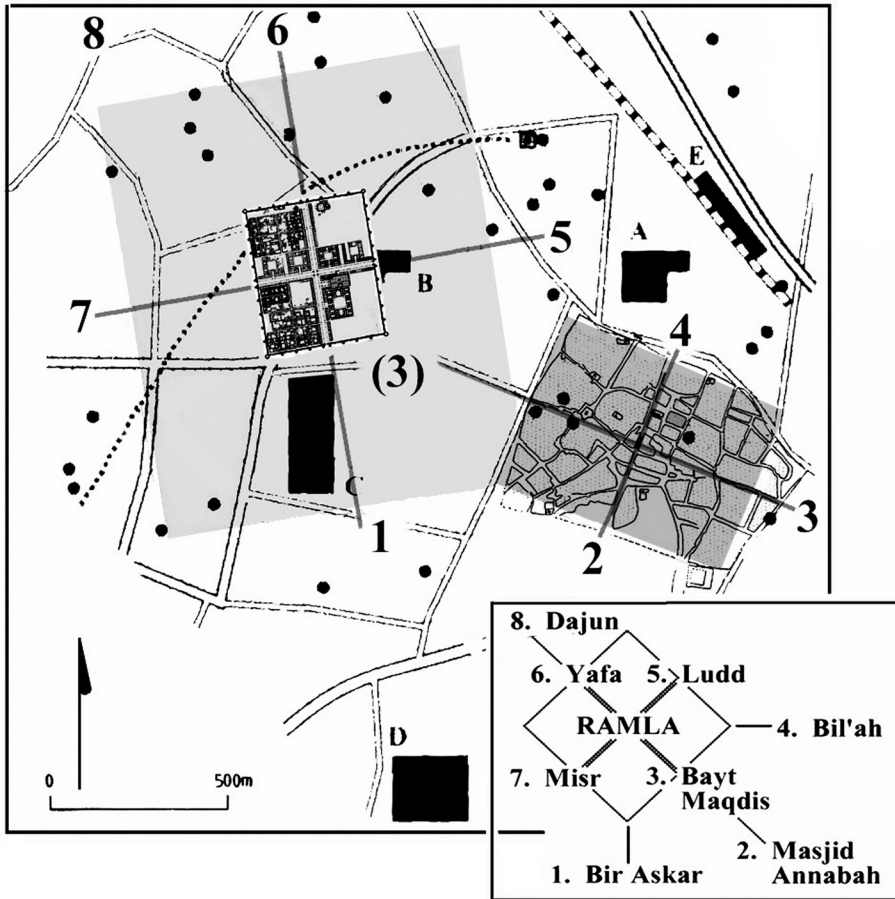 8
6
E
A
5
B
7
4
(3)
C
3
1
2
D
0 500m
8. Dajun
6. Yafa 5. Ludd
RAMLA
4. Bil'ah
7. Misr 3. Bayt
Maqdis
2. Masjid
1. Bir Askar Annabah